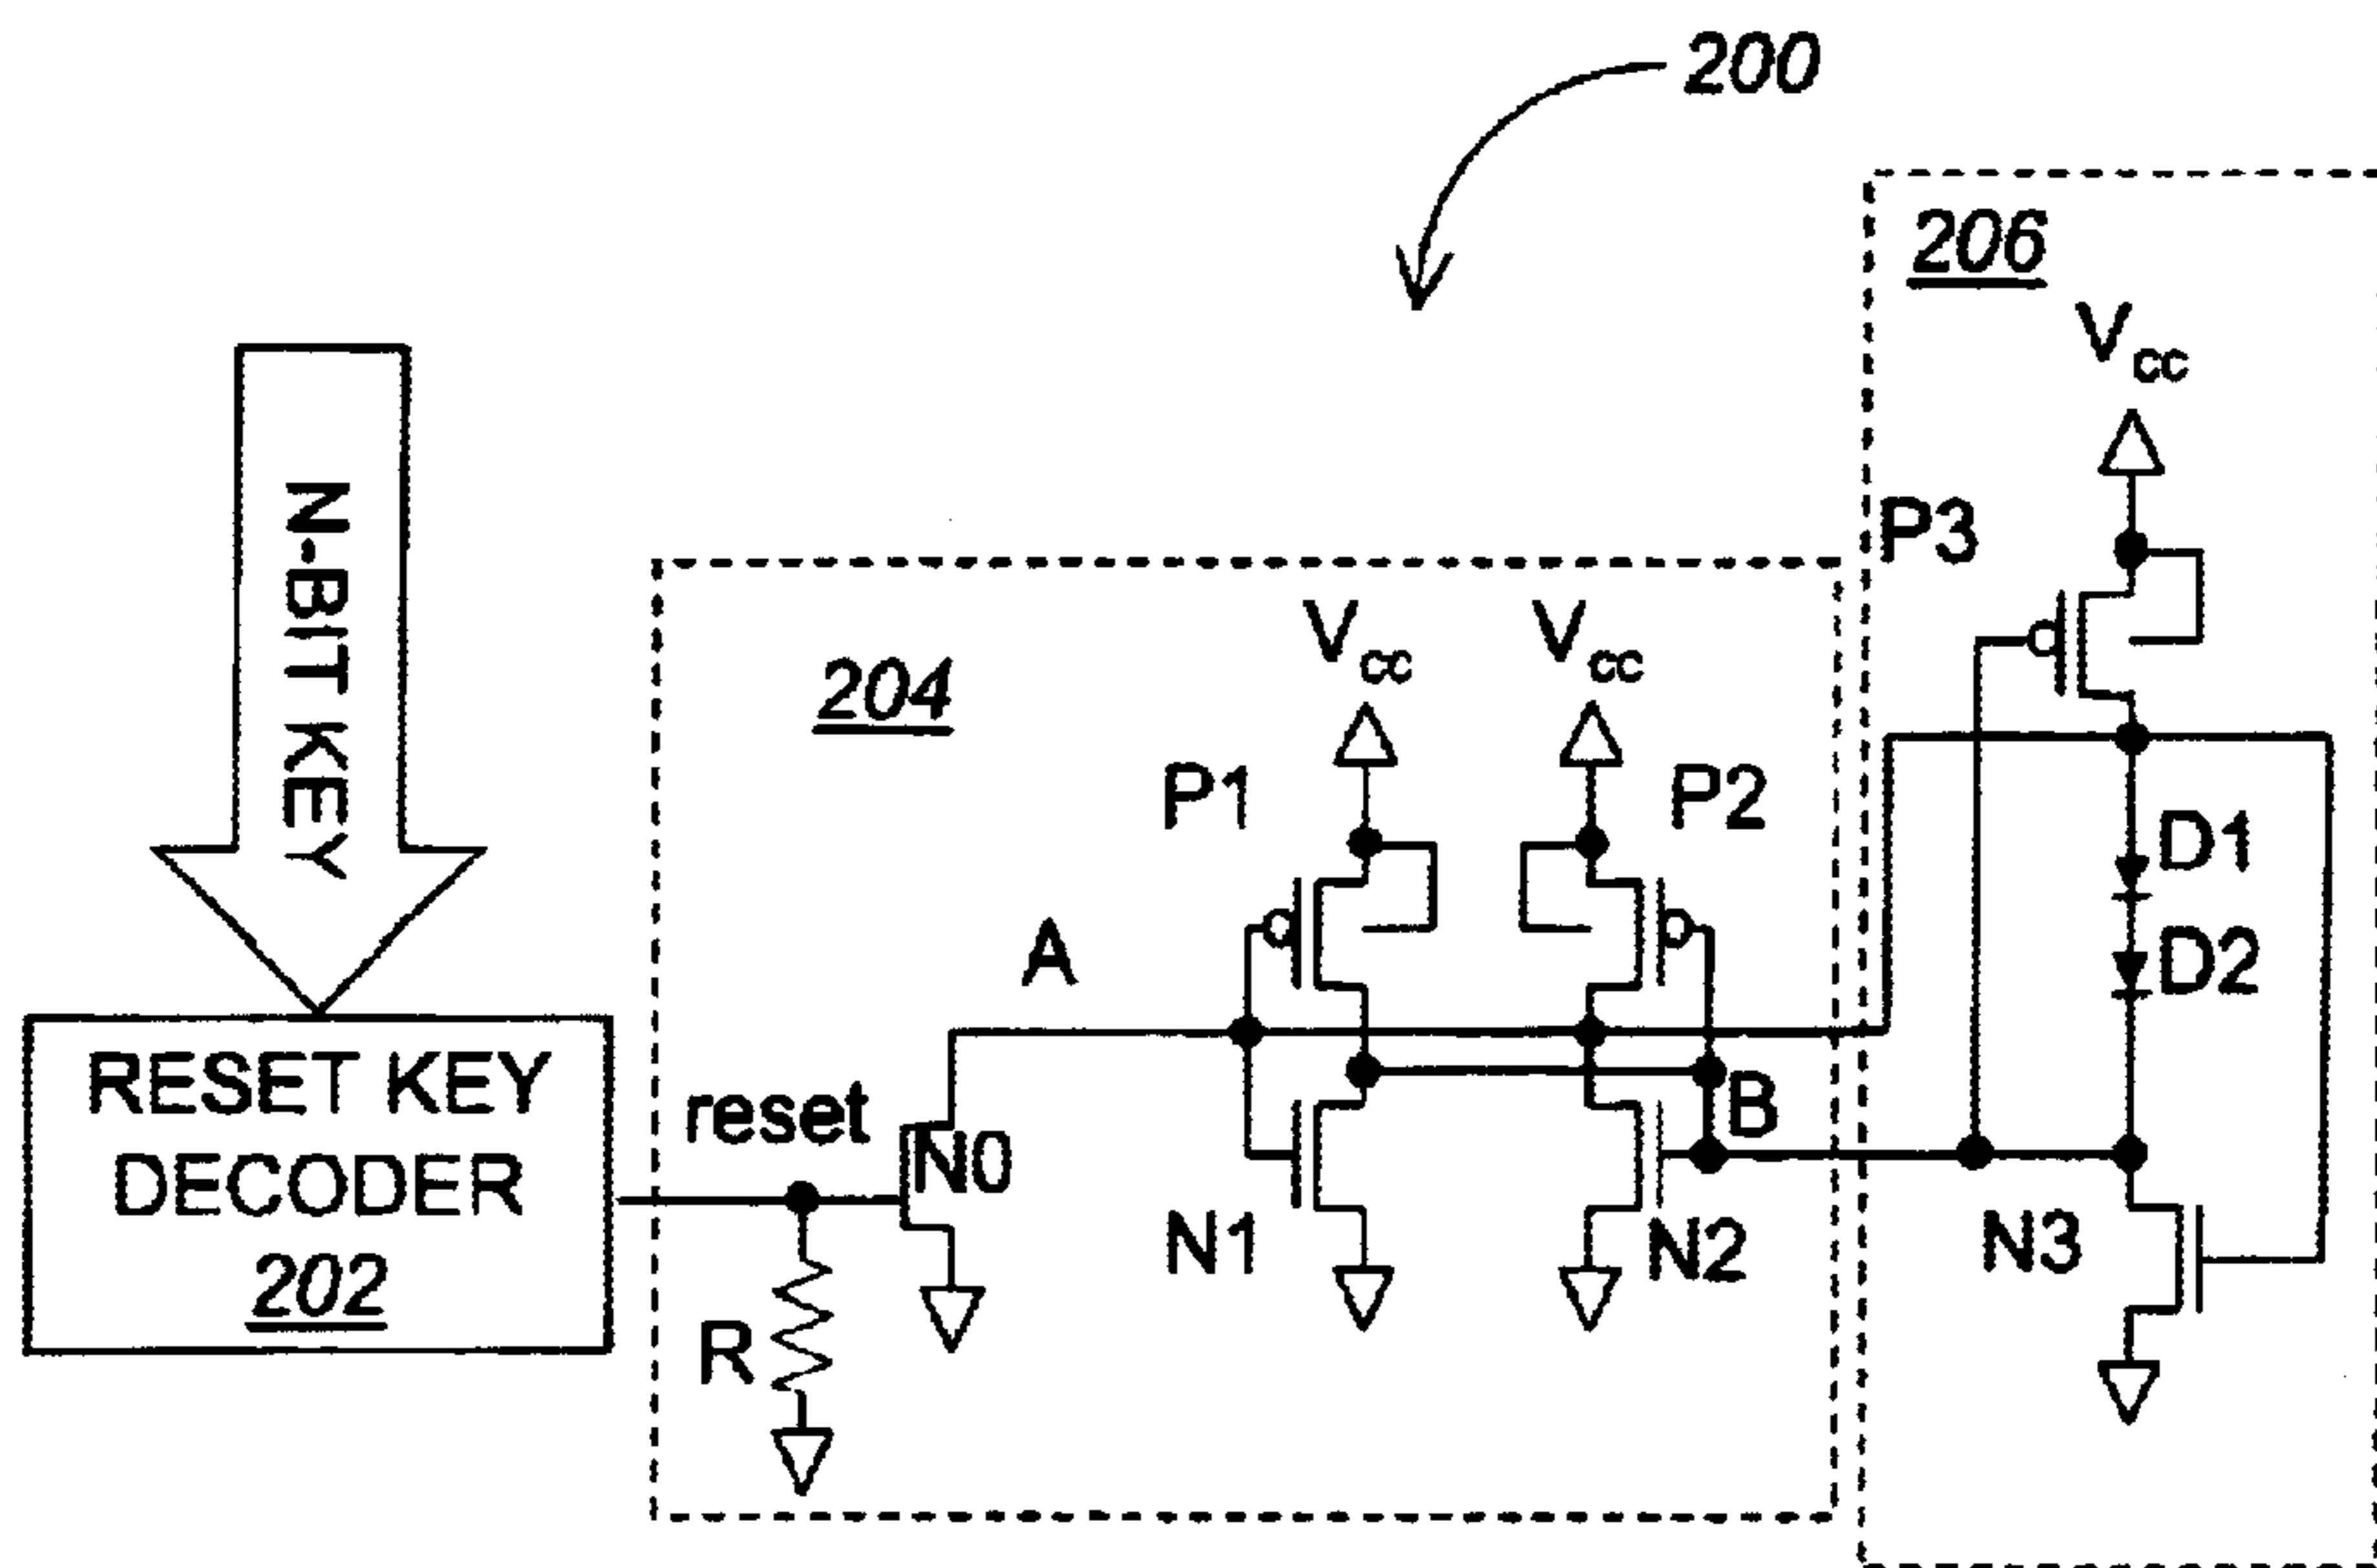 200
206
Vcc
P3
N-BIT KEY
204
Vcc
Vcc
P1
P2
D1
A
D2
RESET KEY
DECODER
202
reset
N0
B
N1
N2
N3
R